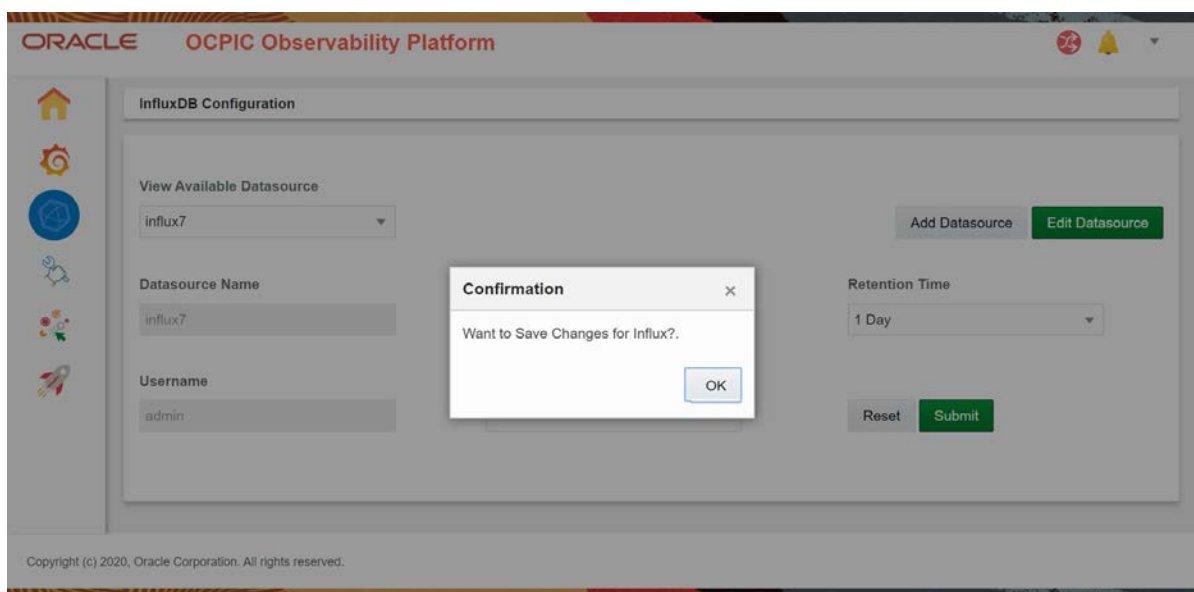 ORACLE OCPIC Observability Platform
InfluxDB Configuration
View Available Datasource
influx7
Add Datasource Edit Datasource
Datasource Name
Retention Time
influx7
1 Day
Confirmation
Want to Save Changes for Influx?.
OK
Username
admin
Reset Submit
Copyright (c) 2020, Oracle Corporation. All rights reserved.